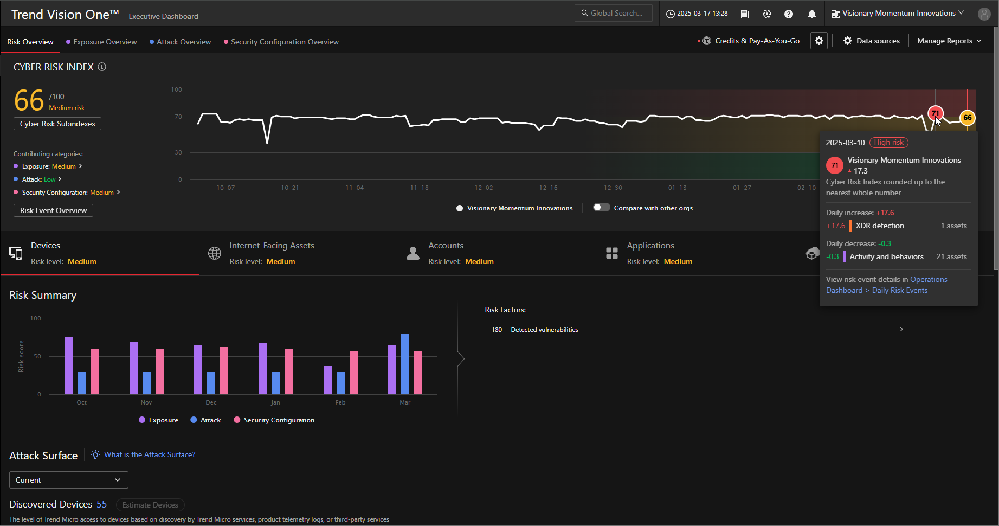 Trend Vision One™ Executive Dashboard
Global Search...
2025-03-17 13:28
Visionary Momentum Innovations
Risk Overview
Exposure Overview
Attack Overview
Security Configuration Overview
Credits & Pay-As-You-Go
Data sources
Manage Reports
CYBER RISK INDEX
66 /100
Medium risk
Cyber Risk Subindexes
Contributing categories:
Exposure: Medium
Attack: Low
Security Configuration: Medium
Risk Event Overview
100
70
30
0
10-07 10-21 11-04 11-18 12-02 12-16 12-30 01-13 01-27 02-10
71
66
Visionary Momentum Innovations
Compare with other orgs
2025-03-10 High risk
71 Visionary Momentum Innovations
17.3
Cyber Risk Index rounded up to the
nearest whole number
Daily increase: +17.6
+17.6 XDR detection 1 assets
Daily decrease: -0.3
-0.3 Activity and behaviors 21 assets
View risk event details in Operations
Dashboard > Daily Risk Events
Devices
Risk level: Medium
Internet-Facing Assets
Risk level: Medium
Accounts
Risk level: Medium
Applications
Risk level: Medium
Risk Summary
Risk score
100
50
0
Oct Nov Dec Jan Feb Mar
Exposure Attack Security Configuration
Risk Factors:
180 Detected vulnerabilities
Attack Surface What is the Attack Surface?
Current
Discovered Devices 55 Estimate Devices
The level of Trend Micro access to devices based on discovery by Trend Micro services, product telemetry logs, or third-party services